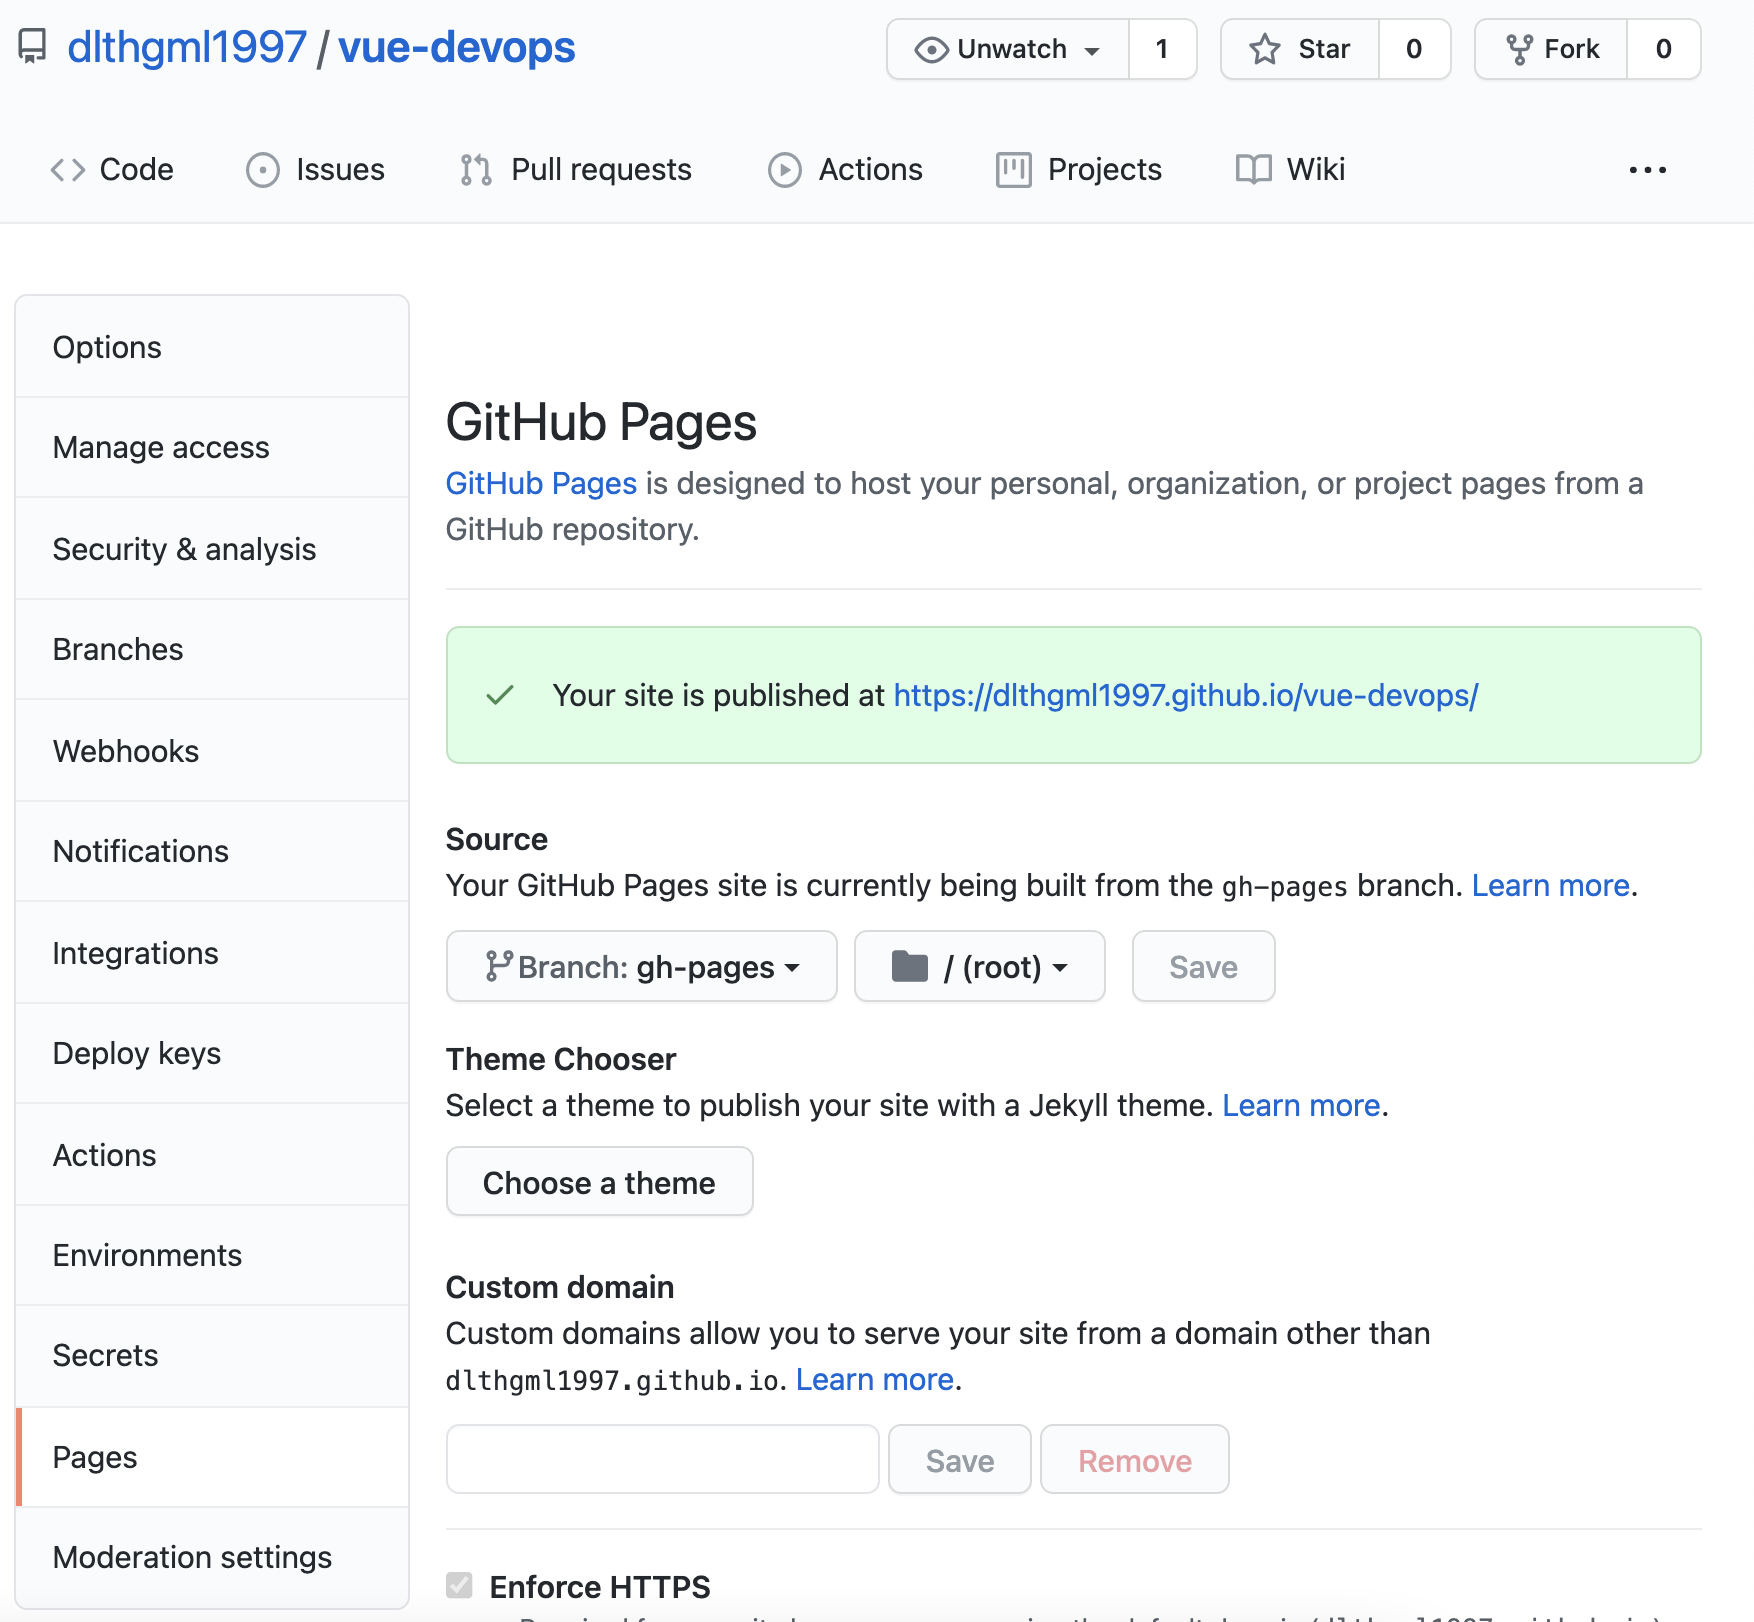 dlthgml1997 / vue-devops
Unwatch 1 Star 0 Fork 0
Code Issues Pull requests Actions Projects Wiki ...
Options
Manage access
Security & analysis
Branches
Webhooks
Notifications
Integrations
Deploy keys
Actions
Environments
Secrets
Pages
Moderation settings
GitHub Pages
GitHub Pages is designed to host your personal, organization, or project pages from a
GitHub repository.
Your site is published at https://dlthgml1997.github.io/vue-devops/
Source
Your GitHub Pages site is currently being built from the gh-pages branch. Learn more.
Branch: gh-pages / (root) Save
Theme Chooser
Select a theme to publish your site with a Jekyll theme. Learn more.
Choose a theme
Custom domain
Custom domains allow you to serve your site from a domain other than
dlthgml1997.github.io. Learn more.
Save Remove
Enforce HTTPS